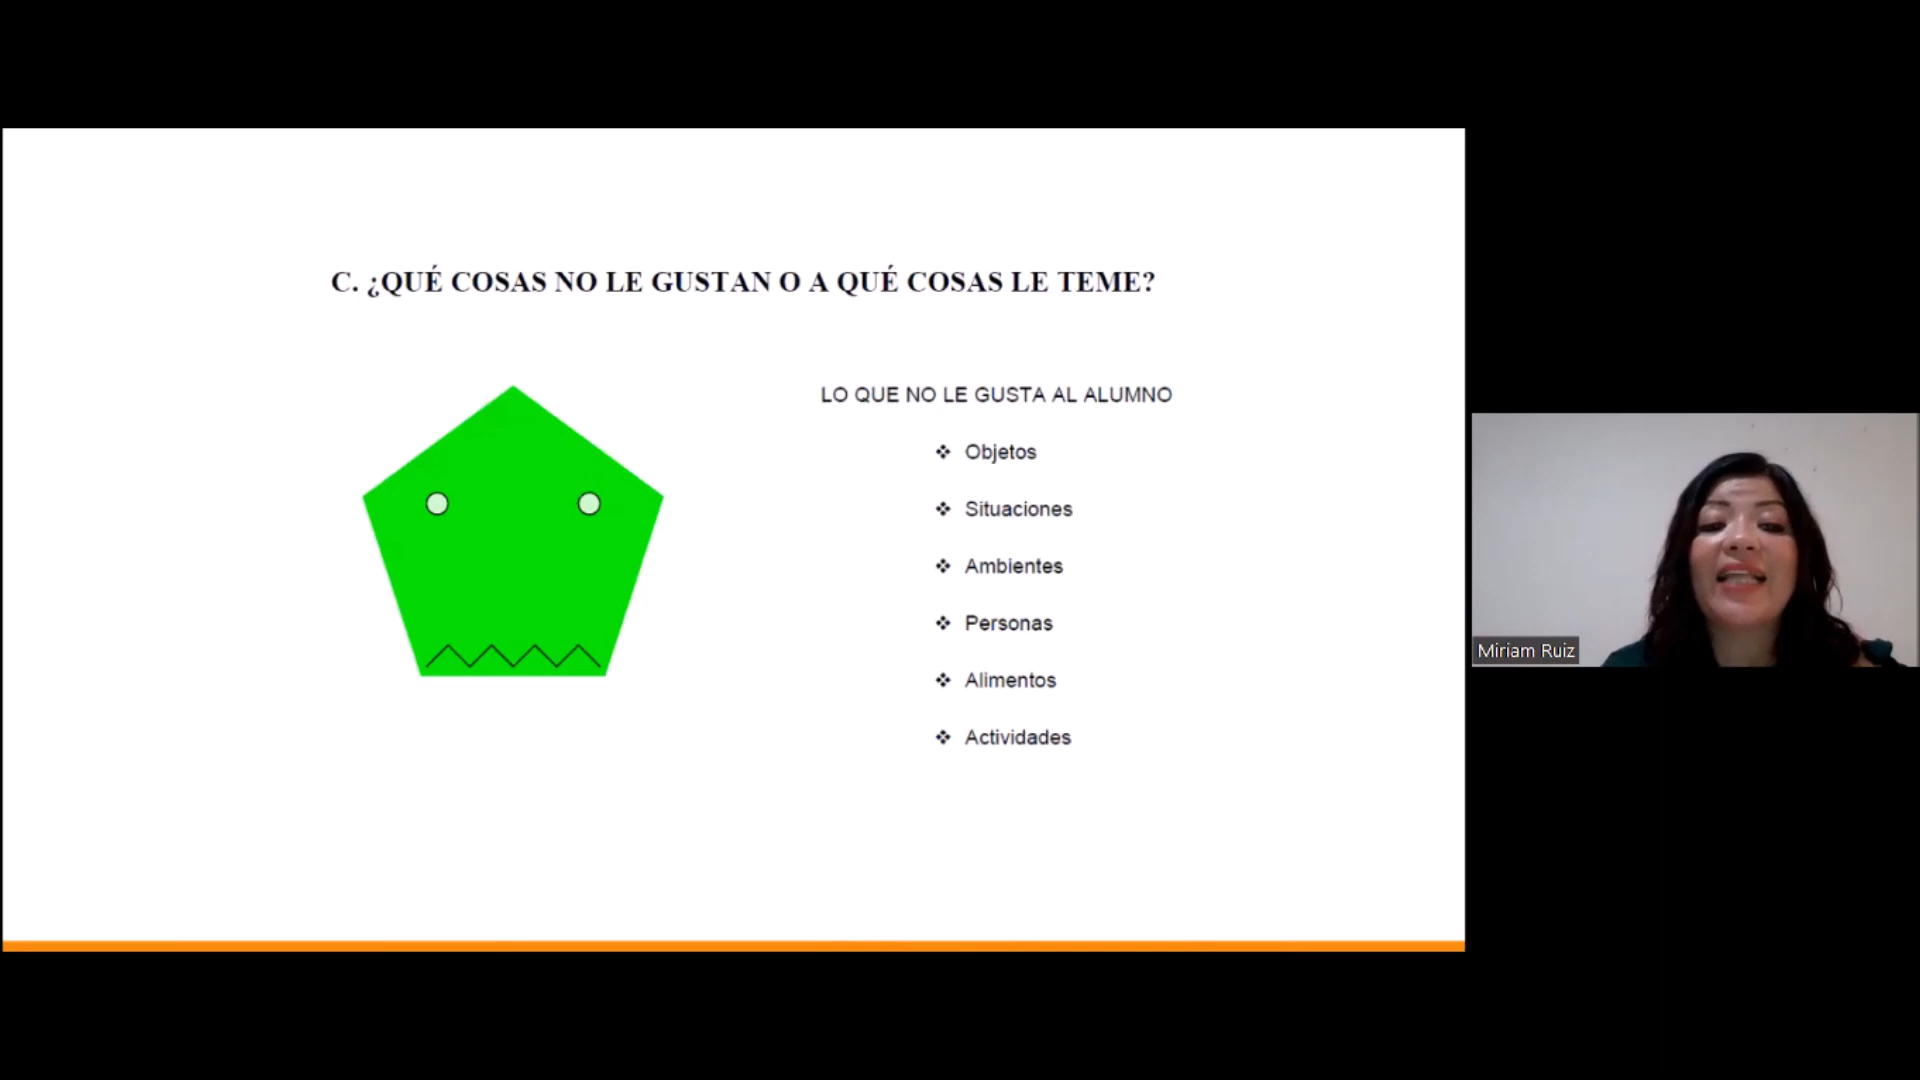 C. ¿QUÉ COSAS NO LE GUSTAN O A QUÉ COSAS LE TEME?
LO QUE NO LE GUSTA AL ALUMNO
❖ Objetos
❖ Situaciones
❖ Ambientes
❖ Personas
❖ Alimentos
❖ Actividades
Miriam Ruiz